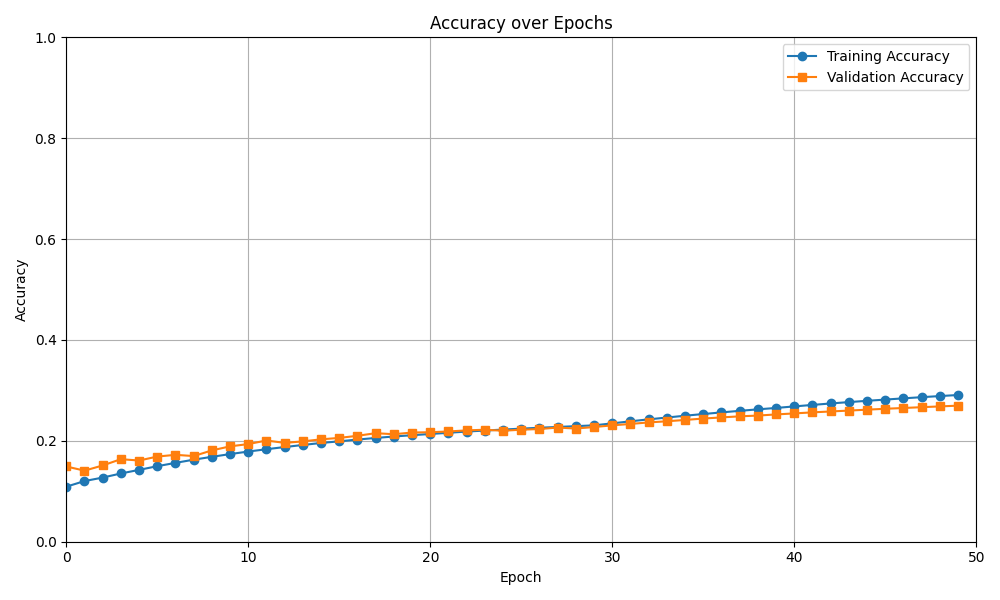 Accuracy over Epochs
Training Accuracy
Validation Accuracy
Accuracy
1.0
0.8
0.6
0.4
0.2
0.0
0 10 20 30 40 50
Epoch